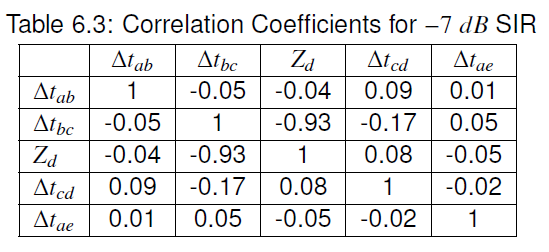 Table 6.3: Correlation Coefficients for −7 dB SIR
Δtab Δtbc Zd Δtcd Δtae
Δtab 1 -0.05 -0.04 0.09 0.01
Δtbc -0.05 1 -0.93 -0.17 0.05
Zd -0.04 -0.93 1 0.08 -0.05
Δtcd 0.09 -0.17 0.08 1 -0.02
Δtae 0.01 0.05 -0.05 -0.02 1